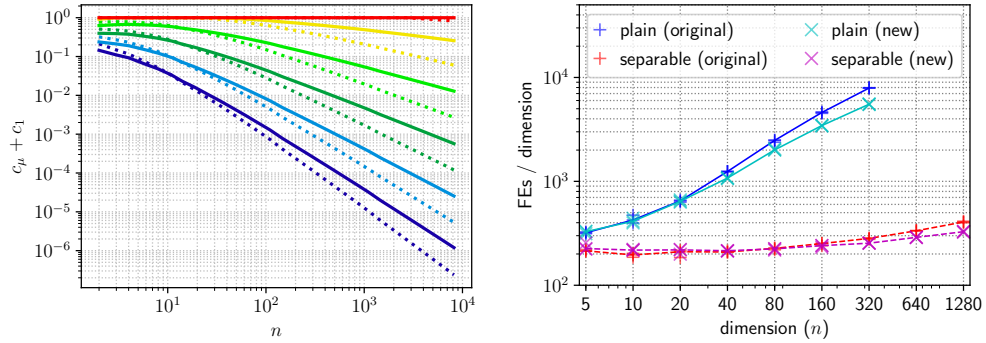 10^0
10^-1
10^-2
10^-3
10^-4
10^-5
10^-6
c_μ + c_1
10^1
10^2
10^3
10^4
n
plain (original)
separable (original)
plain (new)
separable (new)
10^4
10^3
10^2
FEs / dimension
5
10
20
40
80
160
320
640
1280
dimension (n)